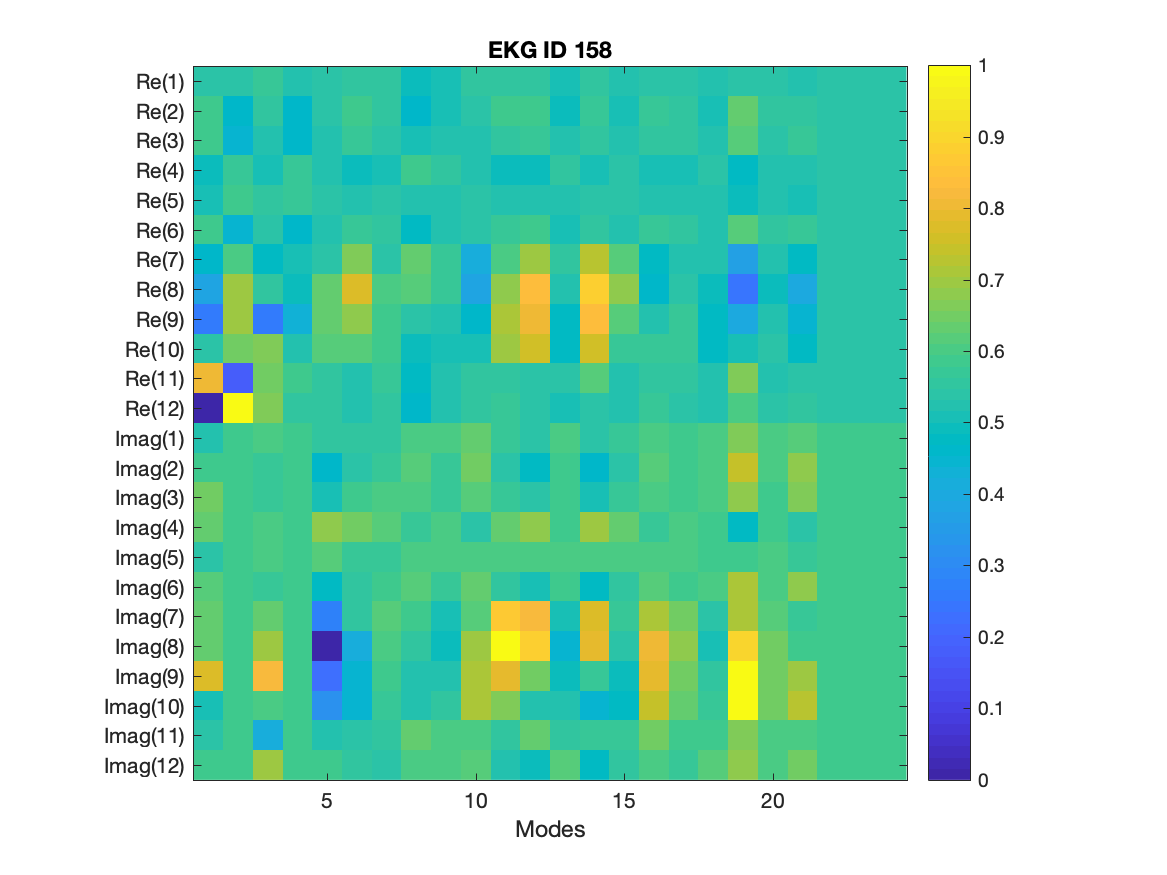 EKG ID 158
Re(1)
Re(2)
Re(3)
Re(4)
Re(5)
Re(6)
Re(7)
Re(8)
Re(9)
Re(10)
Re(11)
Re(12)
Imag(1)
Imag(2)
Imag(3)
Imag(4)
Imag(5)
Imag(6)
Imag(7)
Imag(8)
Imag(9)
Imag(10)
Imag(11)
Imag(12)
5 10 15 20
Modes
1
0.9
0.8
0.7
0.6
0.5
0.4
0.3
0.2
0.1
0